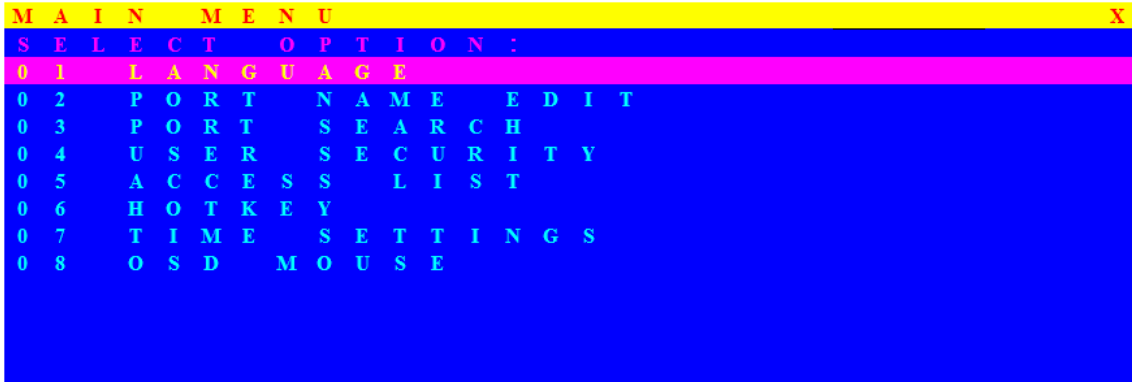 MAIN MENU X
SELECT OPTION:
01 LANGUAGE
02 PORT NAME EDIT
03 PORT SEARCH
04 USER SECURITY
05 ACCESS LIST
06 HOTKEY
07 TIME SETTINGS
08 OSD MOUSE